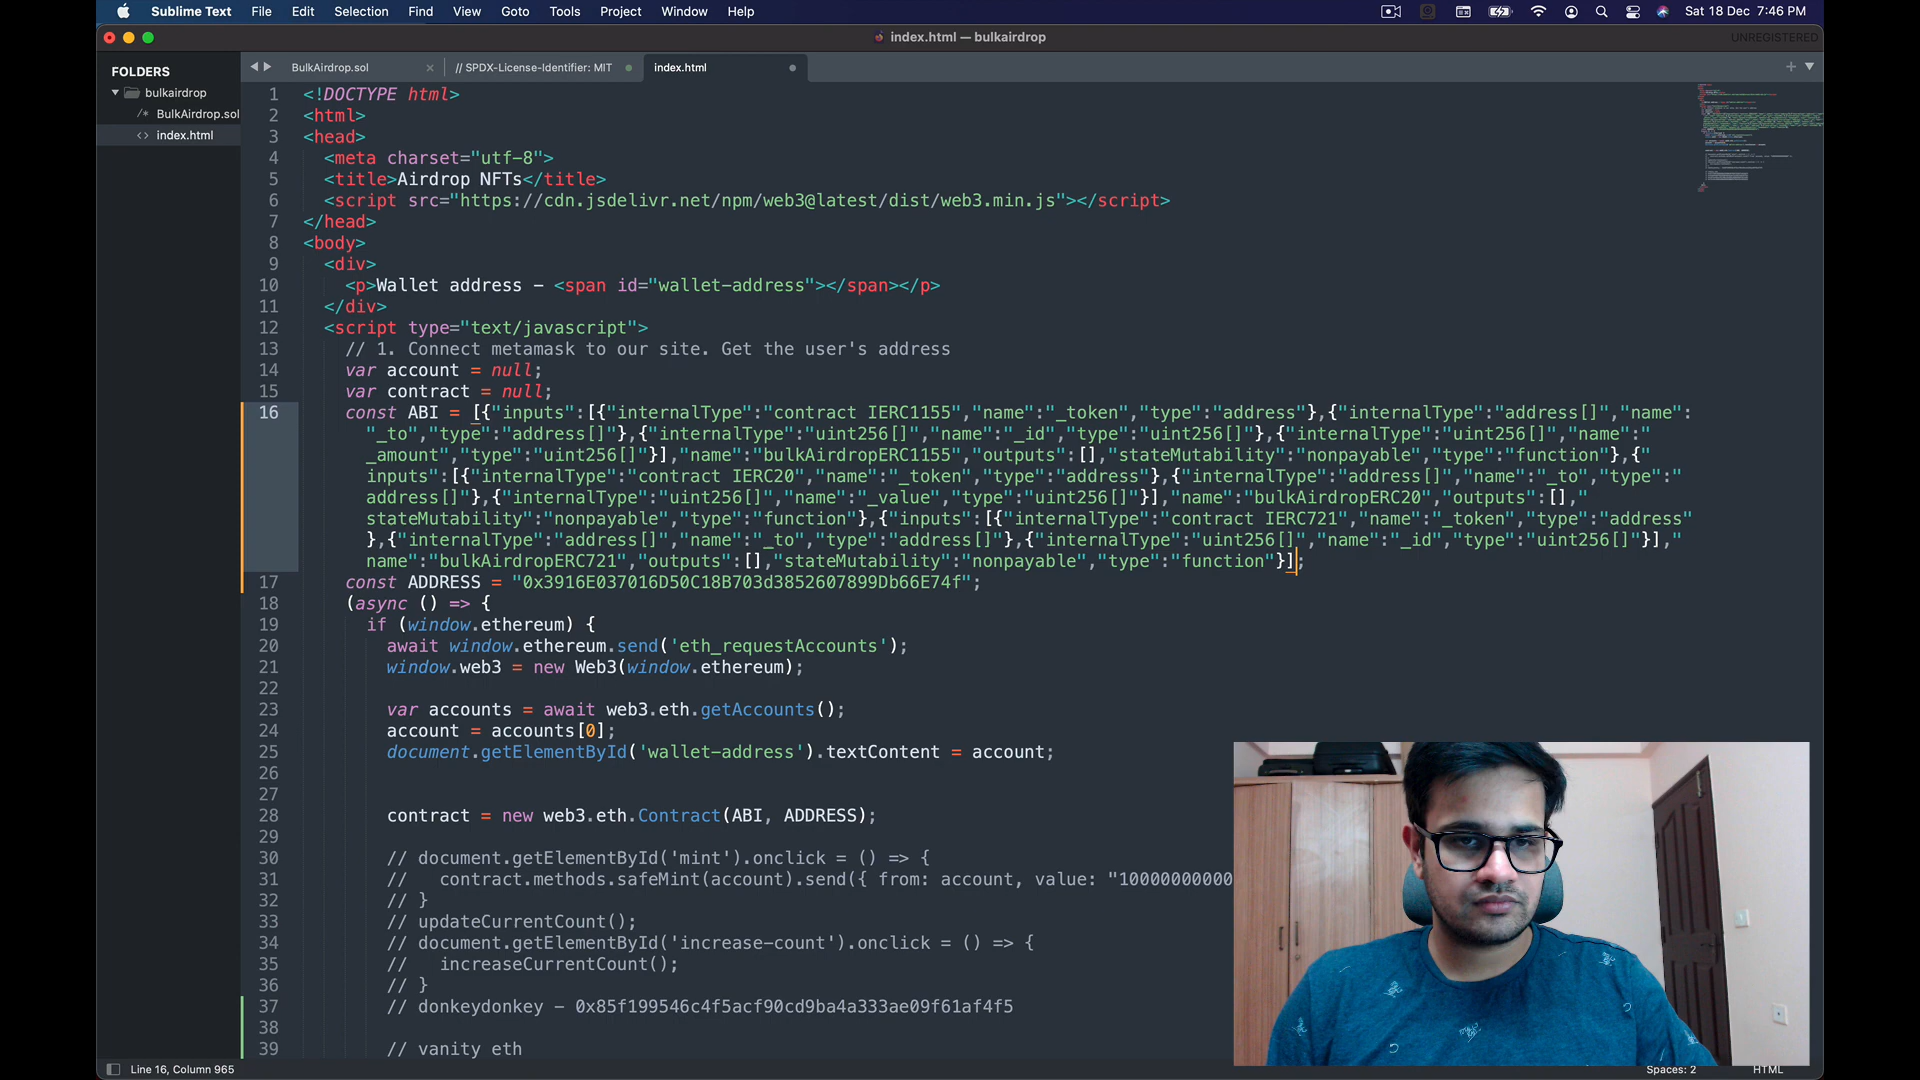 Sublime Text File Edit Selection Find View Goto Tools Project Window Help Sat 18 Dec 7:46 PM
index.html — bulkairdrop UNREGISTERED
FOLDERS
bulkairdrop
/* BulkAirdrop.sol
<> index.html
BulkAirdrop.sol // SPDX-License-Identifier: MIT index.html
1 <!DOCTYPE html>
2 <html>
3 <head>
4 <meta charset="utf-8">
5 <title>Airdrop NFTs</title>
6 <script src="https://cdn.jsdelivr.net/npm/web3@latest/dist/web3.min.js"></script>
7 </head>
8 <body>
9 <div>
10 <p>Wallet address - <span id="wallet-address"></span></p>
11 </div>
12 <script type="text/javascript">
13 // 1. Connect metamask to our site. Get the user's address
14 var account = null;
15 var contract = null;
16 const ABI = [{"inputs":[{"internalType":"contract IERC1155","name":"_token","type":"address"},{"internalType":"address[]","name":
"_to","type":"address[]"},{"internalType":"uint256[]","name":"_id","type":"uint256[]"},{"internalType":"uint256[]","name":"
_amount","type":"uint256[]"}],"name":"bulkAirdropERC1155","outputs":[],"stateMutability":"nonpayable","type":"function"},{"
inputs":[{"internalType":"contract IERC20","name":"_token","type":"address"},{"internalType":"address[]","name":"_to","type":"
address[]"},{"internalType":"uint256[]","name":"_value","type":"uint256[]"}],"name":"bulkAirdropERC20","outputs":[],"
stateMutability":"nonpayable","type":"function"},{"inputs":[{"internalType":"contract IERC721","name":"_token","type":"address"
},{"internalType":"address[]","name":"_to","type":"address[]"},{"internalType":"uint256[]","name":"_id","type":"uint256[]"}],"
name":"bulkAirdropERC721","outputs":[],"stateMutability":"nonpayable","type":"function"}];
17 const ADDRESS = "0x3916E037016D50C18B703d3852607899Db66E74f";
18 (async () => {
19 if (window.ethereum) {
20 await window.ethereum.send('eth_requestAccounts');
21 window.web3 = new Web3(window.ethereum);
22
23 var accounts = await web3.eth.getAccounts();
24 account = accounts[0];
25 document.getElementById('wallet-address').textContent = account;
26
27
28 contract = new web3.eth.Contract(ABI, ADDRESS);
29
30 // document.getElementById('mint').onclick = () => {
31 // contract.methods.safeMint(account).send({ from: account, value: "10000000000
32 // }
33 // updateCurrentCount();
34 // document.getElementById('increase-count').onclick = () => {
35 // increaseCurrentCount();
36 // }
37 // donkeydonkey - 0x85f199546c4f5acf90cd9ba4a333ae09f61af4f5
38
39 // vanity eth
Line 16, Column 965 Spaces: 2 HTML